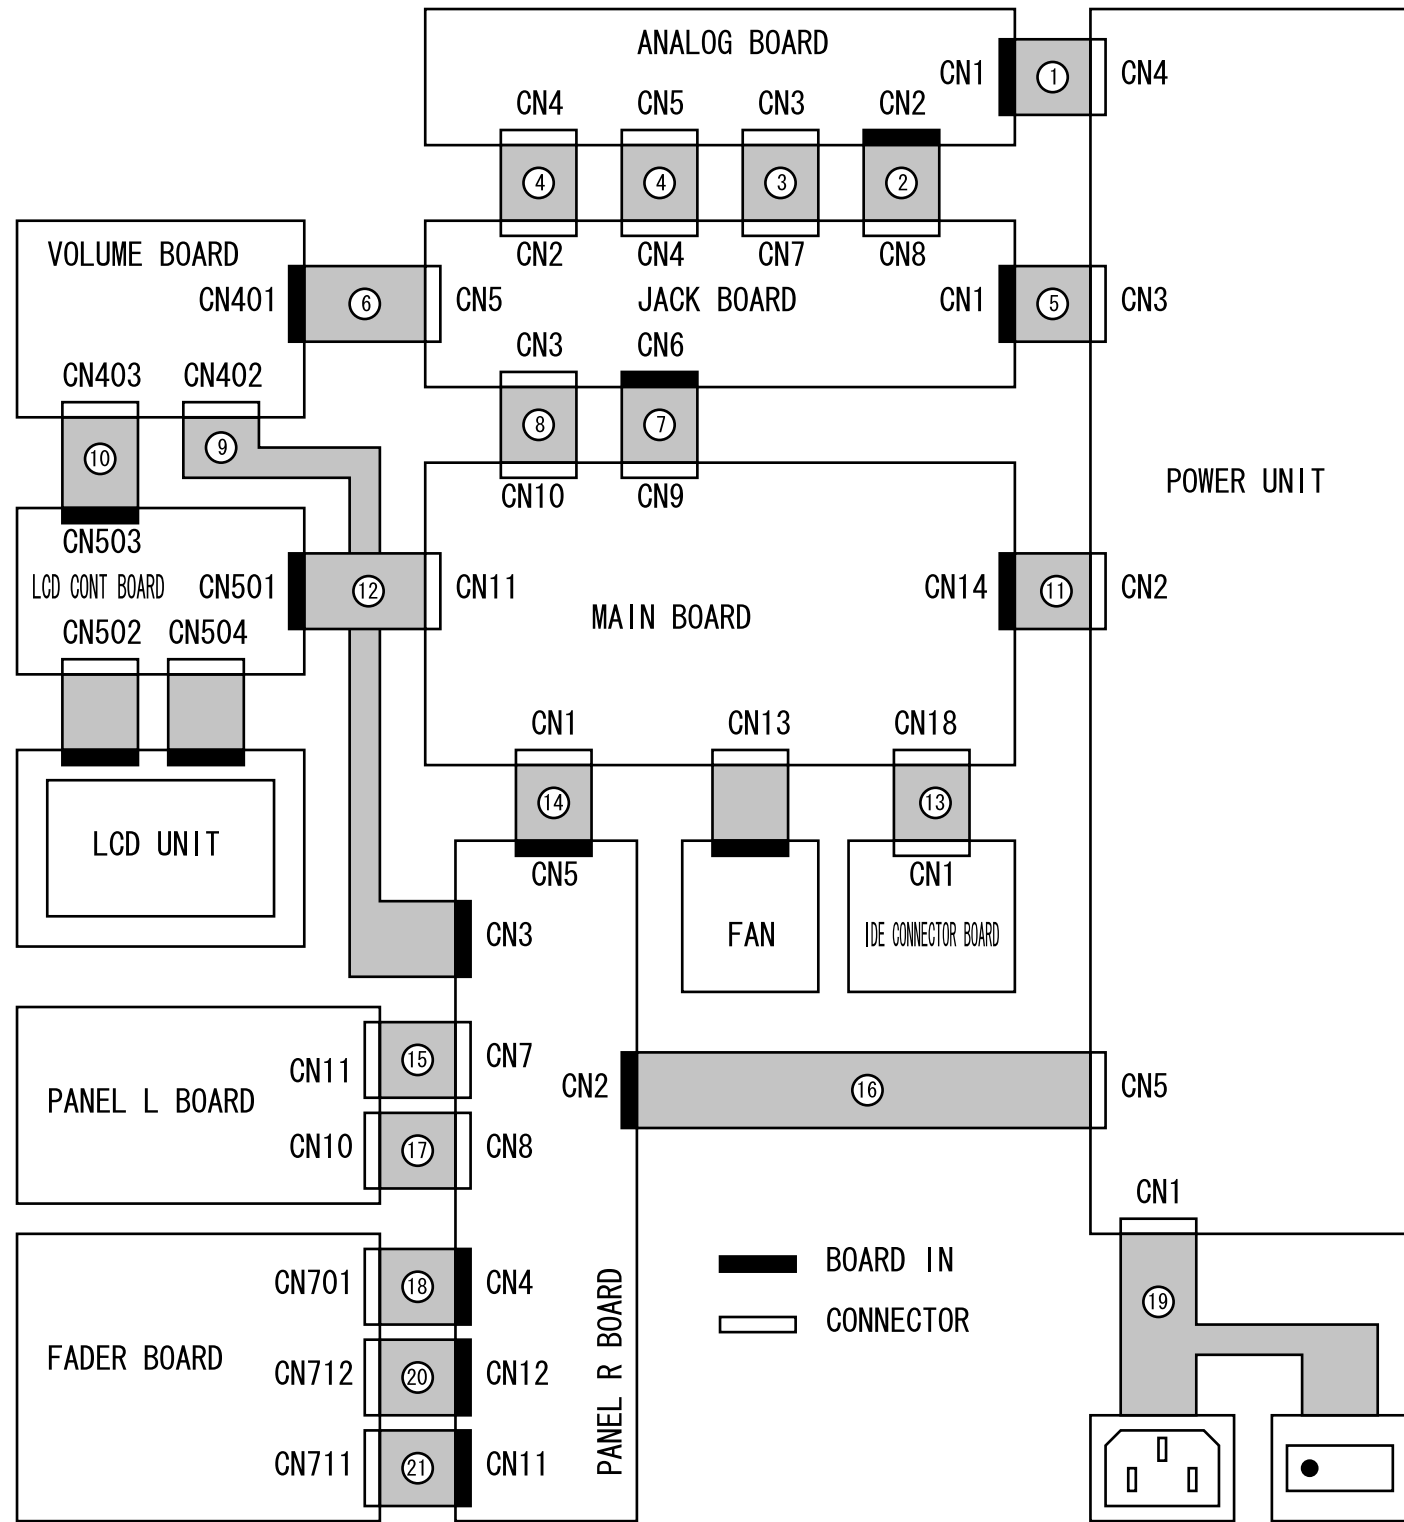 ANALOG BOARD
CN1 ① CN4
CN4 CN5 CN3 CN2
④ ④ ③ ②
CN2 CN4 CN7 CN8
VOLUME BOARD
CN401 ⑥ CN5 JACK BOARD CN1 ⑤ CN3
CN3 CN6
CN403 CN402
⑧ ⑦
⑩ ⑨
CN10 CN9
POWER UNIT
CN503
LCD CONT BOARD CN501 ⑫ CN11 CN14 ⑪ CN2
MAIN BOARD
CN502 CN504
CN1 CN13 CN18
⑭ ⑬
LCD UNIT
CN5 CN1
CN3 FAN IDE CONNECTOR BOARD
CN11 ⑮ CN7
CN2 ⑯ CN5
PANEL L BOARD
CN10 ⑰ CN8
CN1
BOARD IN
CN701 ⑱ CN4
⑲
CONNECTOR
FADER BOARD
CN712 ⑳ CN12
PANEL R BOARD
CN711 ㉑ CN11